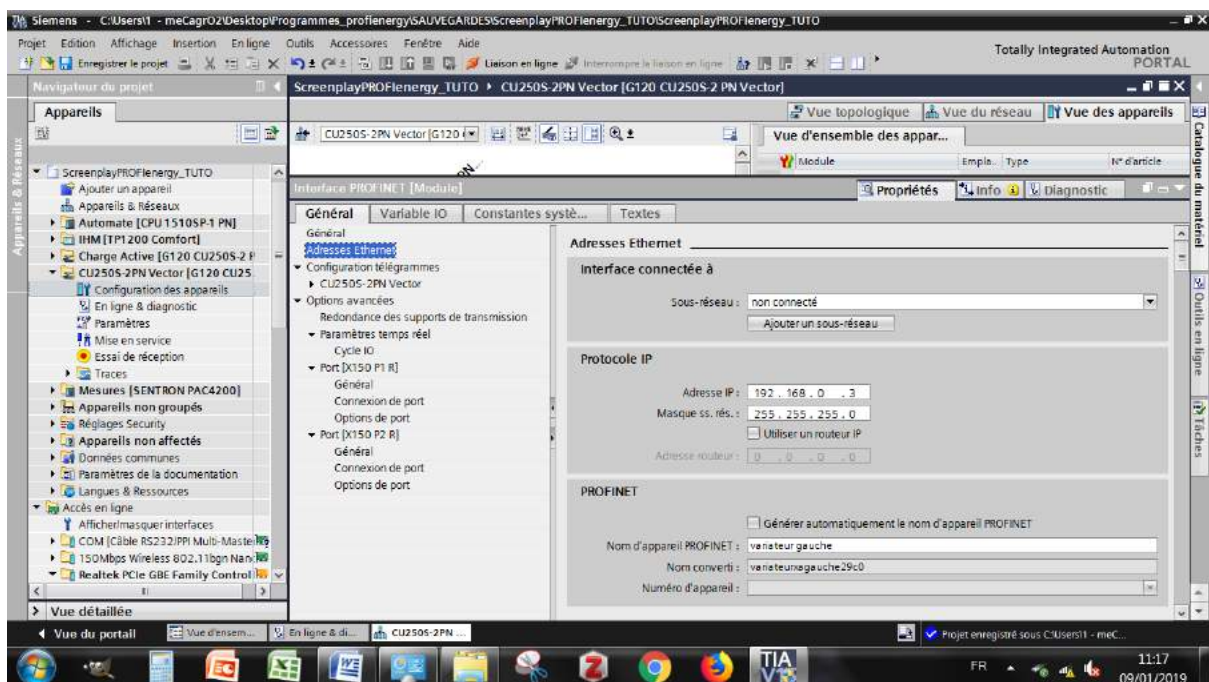 Siemens - C:\Users\1 - meCagrO2\Desktop\Programmes_profienergy\SAUVEGARDES\ScreenplayPROFIenergy_TUTO\ScreenplayPROFIenergy_TUTO
Projet Edition Affichage Insertion En ligne Outils Accessoires Fenêtre Aide
Totally Integrated Automation
PORTAL
Enregistrer le projet
Liaison en ligne
Interrompre la liaison en ligne
Navigateur du projet
ScreenplayPROFIenergy_TUTO ▸ CU250S-2PN Vector [G120 CU250S-2 PN Vector]
Appareils
Vue topologique
Vue du réseau
Vue des appareils
CU250S-2PN Vector [G120
Vue d'ensemble des appar...
Module Empla.. Type N° d'article
Appareils & Réseaux
ScreenplayPROFIenergy_TUTO
Ajouter un appareil
Appareils & Réseaux
Automate [CPU 1510SP-1 PN]
IHM [TP1200 Comfort]
Charge Active [G120 CU250S-2 P
CU250S-2PN Vector [G120 CU25
Configuration des appareils
En ligne & diagnostic
Paramètres
Mise en service
Essai de réception
Traces
Mesures [SENTRON PAC4200]
Appareils non groupés
Réglages Security
Appareils non affectés
Données communes
Paramètres de la documentation
Langues & Ressources
Accès en ligne
Afficher/masquer interfaces
COM [Câble RS232/PPI Multi-Master
150Mbps Wireless 802.11bgn Nan
Realtek PCIe GBE Family Control
Vue détaillée
Interface PROFINET [Module]
Propriétés
Info
Diagnostic
Général
Variable IO
Constantes systè...
Textes
Général
Adresses Ethernet
Configuration télégrammes
CU250S-2PN Vector
Options avancées
Redondance des supports de transmission
Paramètres temps réel
Cycle IO
Port [X150 P1 R]
Général
Connexion de port
Options de port
Port [X150 P2 R]
Général
Connexion de port
Options de port
Adresses Ethernet
Interface connectée à
Sous-réseau : non connecté
Ajouter un sous-réseau
Protocole IP
Adresse IP : 192 . 168 . 0 . 3
Masque ss. rés. : 255 . 255 . 255 . 0
Utiliser un routeur IP
Adresse routeur : 0 . 0 . 0 . 0
PROFINET
Générer automatiquement le nom d'appareil PROFINET
Nom d'appareil PROFINET : variateur gauche
Nom converti : variateurxagauche29c0
Numéro d'appareil :
Catalogue du matériel
Outils en ligne
Tâches
Vue du portail
Vue d'ensem...
En ligne & di...
CU250S-2PN ...
Projet enregistré sous C:\Users\1 - meC...
TIA
FR
11:17
09/01/2019